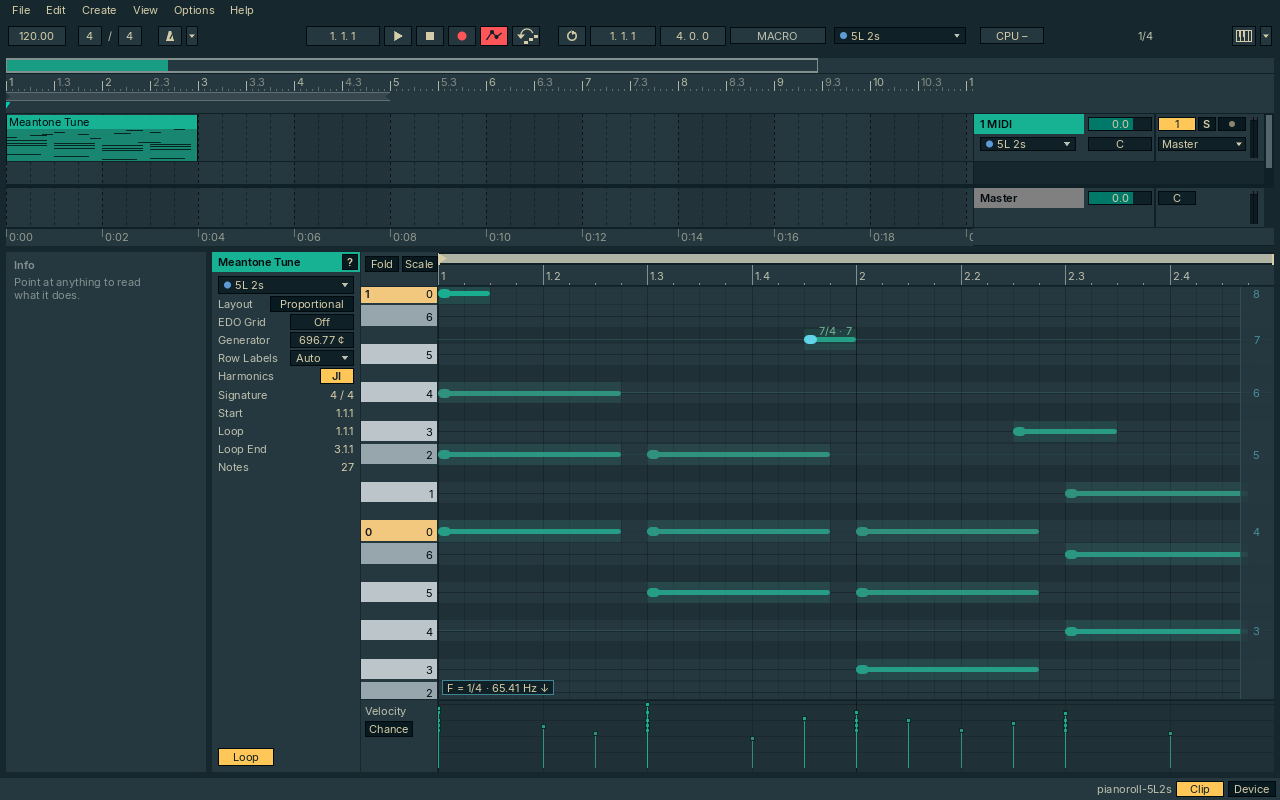 File Edit Create View Options Help
120.00 4 / 4 1. 1. 1 1. 1. 1 4. 0. 0 MACRO 5L 2s CPU – 1/4
1 1.3 2 2.3 3 3.3 4 4.3 5 5.3 6 6.3 7 7.3 8 8.3 9 9.3 10 10.3 1
Meantone Tune
1 MIDI 0.0 1 S
5L 2s C Master
Master 0.0 C
0:00 0:02 0:04 0:06 0:08 0:10 0:12 0:14 0:16 0:18
Info
Point at anything to read
what it does.
Meantone Tune ?
5L 2s
Layout Proportional
EDO Grid Off
Generator 696.77 ¢
Row Labels Auto
Harmonics JI
Signature 4 / 4
Start 1.1.1
Loop 1.1.1
Loop End 3.1.1
Notes 27
Loop
Fold Scale
1 1.2 1.3 1.4 2 2.2 2.3 2.4
1 0 8
6
7/4 · 7
7
5
4 6
3
2 5
1
0 0 4
6
5
4 3
3
2
F = 1/4 · 65.41 Hz ↓
Velocity
Chance
pianoroll-5L2s Clip Device